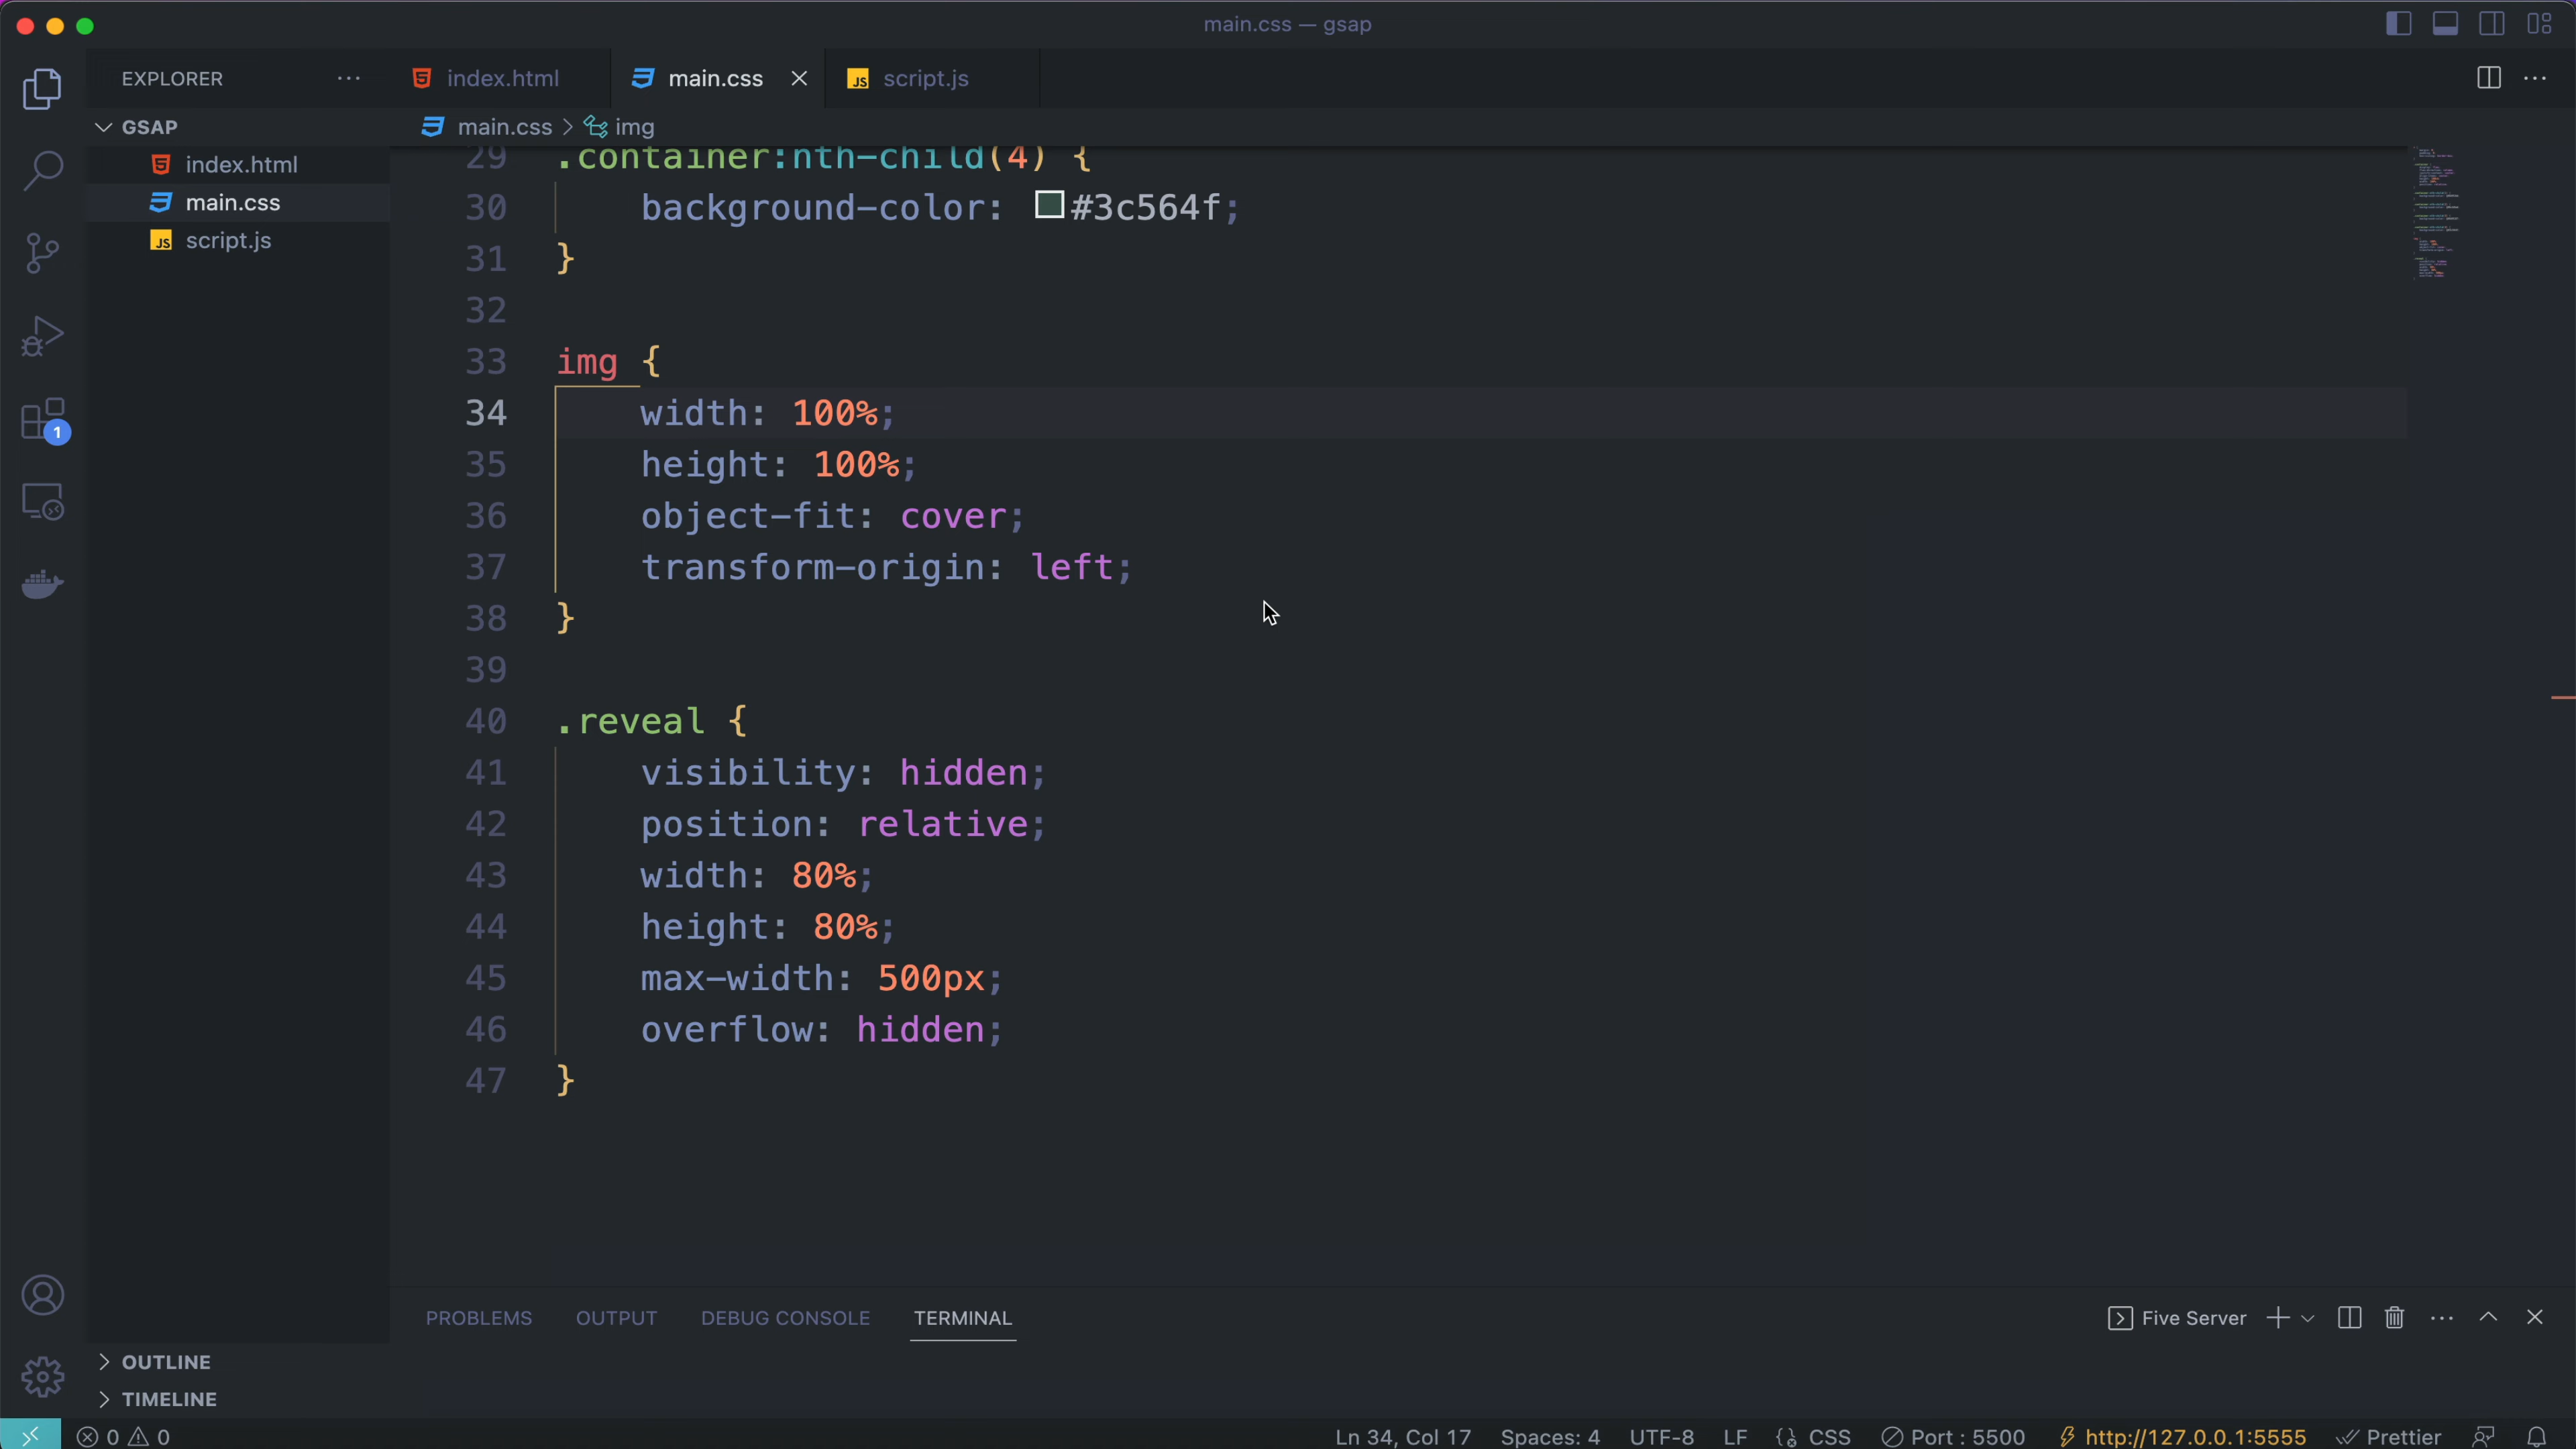 main.css — gsap
EXPLORER
index.html
main.css
script.js
GSAP
main.css > img
index.html
main.css
script.js
29 .container:nth-child(4) {
30 background-color: #3c564f;
31 }
32
33 img {
34 width: 100%;
35 height: 100%;
36 object-fit: cover;
37 transform-origin: left;
38 }
39
40 .reveal {
41 visibility: hidden;
42 position: relative;
43 width: 80%;
44 height: 80%;
45 max-width: 500px;
46 overflow: hidden;
47 }
1
PROBLEMS OUTPUT DEBUG CONSOLE TERMINAL
Five Server
OUTLINE
TIMELINE
0 0
Ln 34, Col 17 Spaces: 4 UTF-8 LF CSS Port : 5500 http://127.0.0.1:5555 Prettier